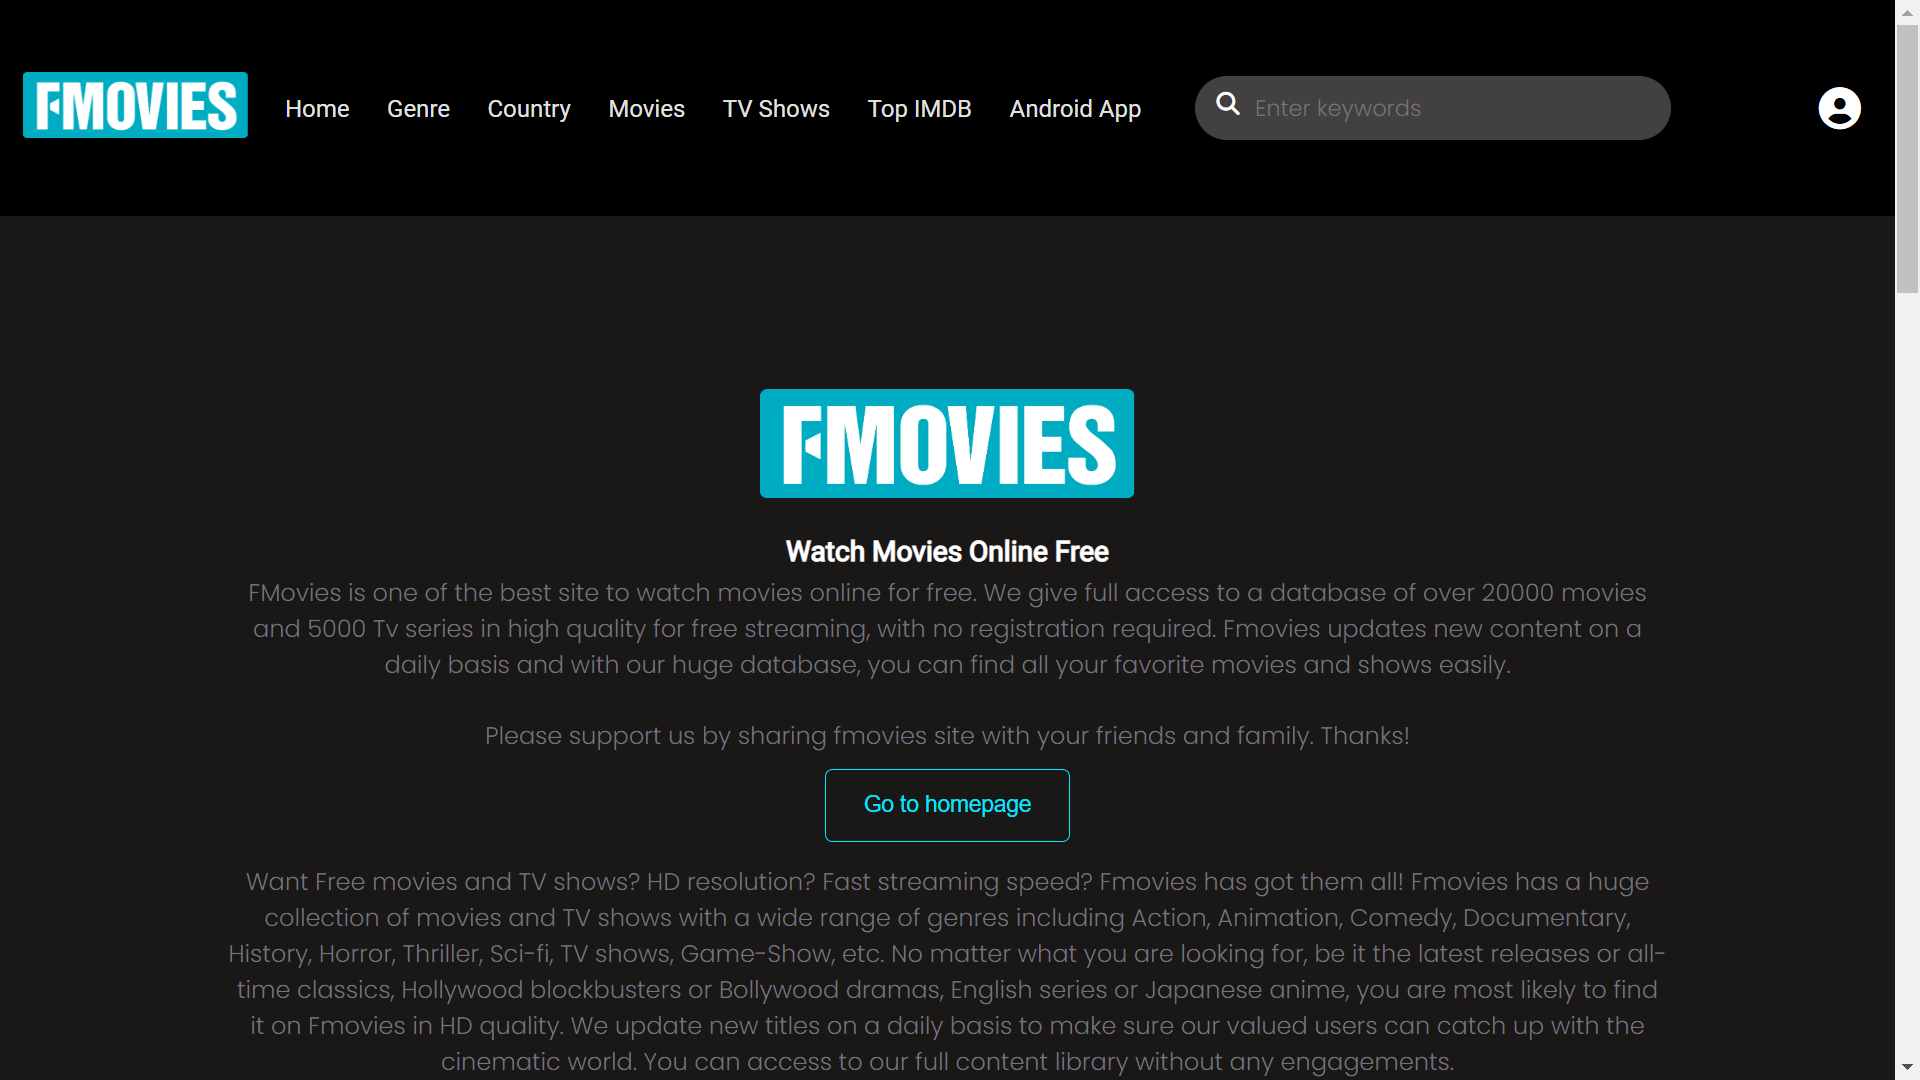 FMOVIES Home Genre Country Movies TV Shows Top IMDB Android App Enter keywords
FMOVIES
Watch Movies Online Free
FMovies is one of the best site to watch movies online for free. We give full access to a database of over 20000 movies
and 5000 Tv series in high quality for free streaming, with no registration required. Fmovies updates new content on a
daily basis and with our huge database, you can find all your favorite movies and shows easily.
Please support us by sharing fmovies site with your friends and family. Thanks!
Go to homepage
Want Free movies and TV shows? HD resolution? Fast streaming speed? Fmovies has got them all! Fmovies has a huge
collection of movies and TV shows with a wide range of genres including Action, Animation, Comedy, Documentary,
History, Horror, Thriller, Sci-fi, TV shows, Game-Show, etc. No matter what you are looking for, be it the latest releases or all-
time classics, Hollywood blockbusters or Bollywood dramas, English series or Japanese anime, you are most likely to find
it on Fmovies in HD quality. We update new titles on a daily basis to make sure our valued users can catch up with the
cinematic world. You can access to our full content library without any engagements.